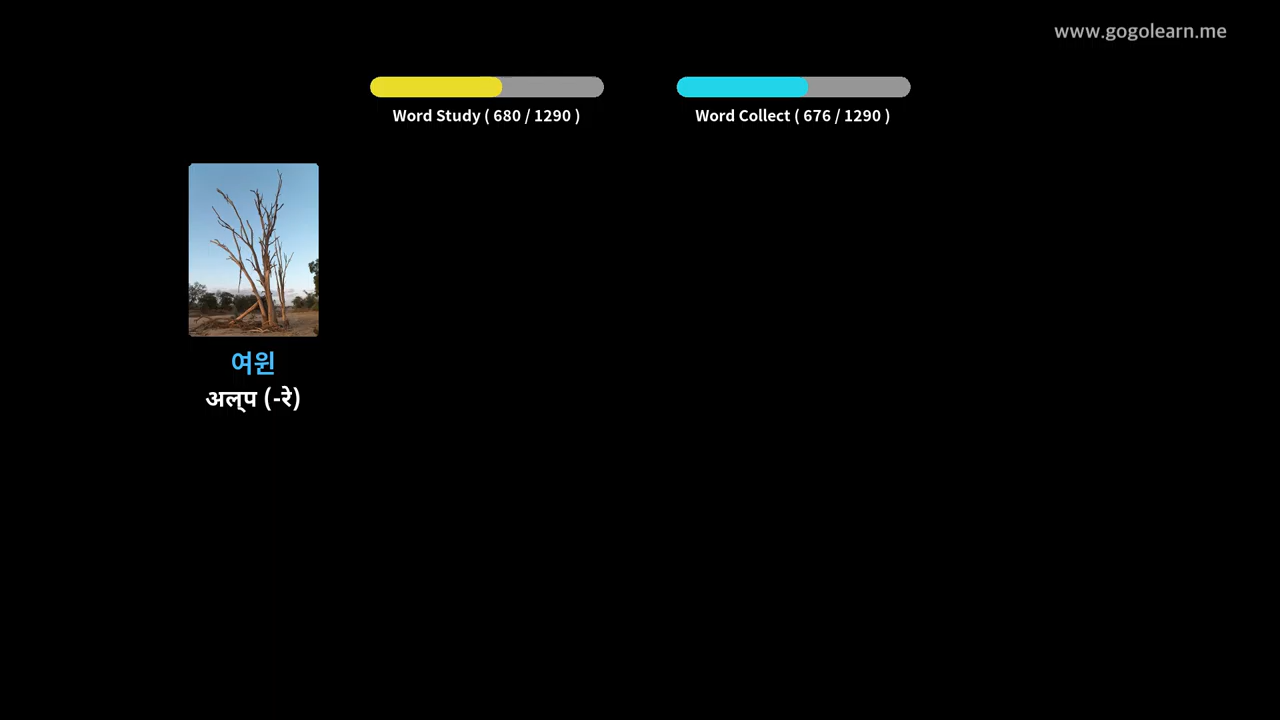 www.gogolearn.me
Word Study ( 680 / 1290 )
Word Collect ( 676 / 1290 )
여윈
अल्‌प (-रे)